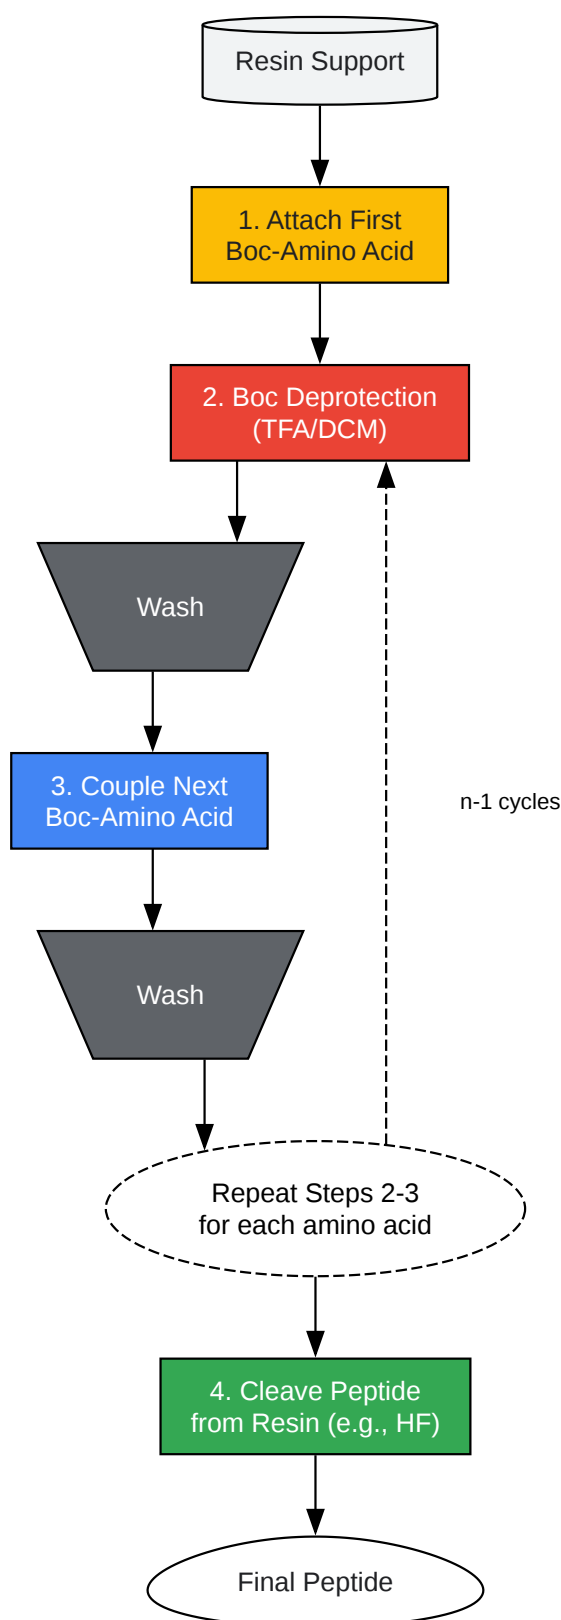 Resin Support
1. Attach First
Boc-Amino Acid
2. Boc Deprotection
(TFA/DCM)
Wash
3. Couple Next
Boc-Amino Acid
n-1 cycles
Wash
Repeat Steps 2-3
for each amino acid
4. Cleave Peptide
from Resin (e.g., HF)
Final Peptide